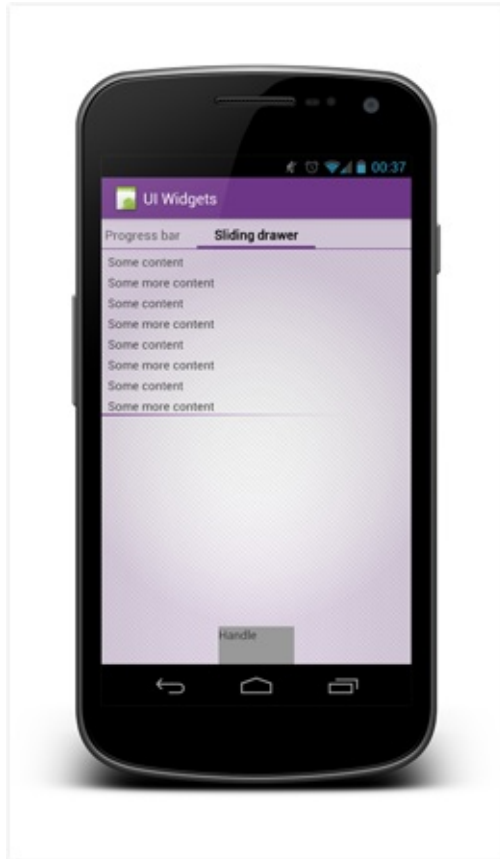 00:37
UI Widgets
Progress bar Sliding drawer
Some content
Some more content
Some content
Some more content
Some content
Some more content
Some content
Some more content
Handle